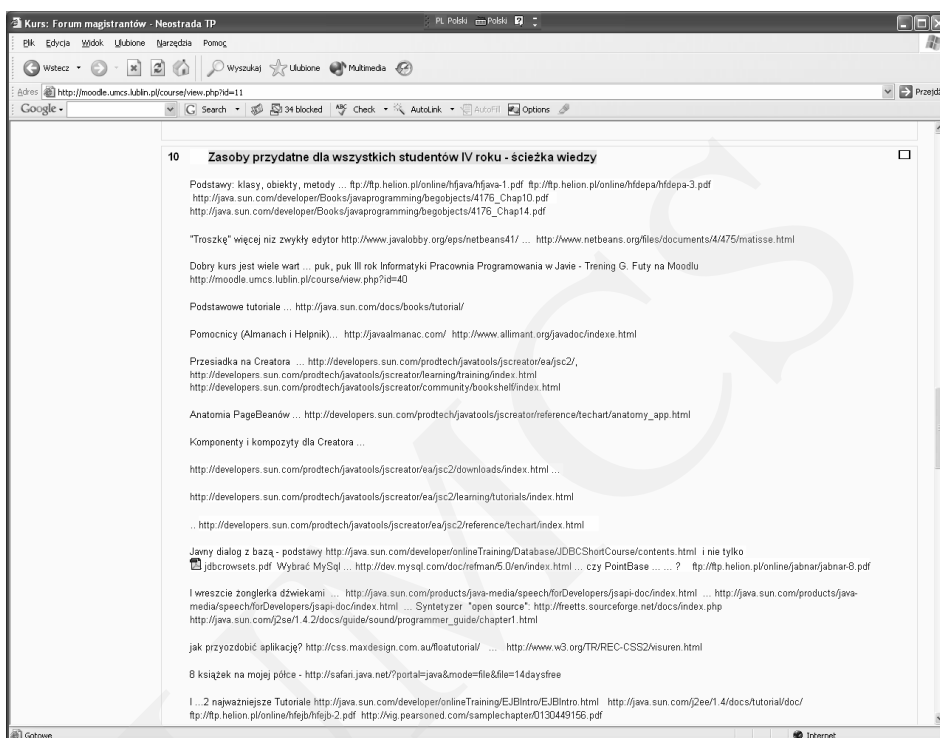 Kurs: Forum magistrantów - Neostrada TP
PL Polski Polski
Plik Edycja Widok Ulubione Narzędzia Pomoc
Wstecz Wyszukaj Ulubione Multimedia
Adres http://moodle.umcs.lublin.pl/course/view.php?id=11 Przejdź
Google Search 34 blocked Check AutoLink AutoFill Options
10 Zasoby przydatne dla wszystkich studentów IV roku - ścieżka wiedzy
Podstawy: klasy, obiekty, metody ... ftp://ftp.helion.pl/online/hfjava/hfjava-1.pdf ftp://ftp.helion.pl/online/hfdepa/hfdepa-3.pdf
http://java.sun.com/developer/Books/javaprogramming/begobjects/4176_Chap10.pdf
http://java.sun.com/developer/Books/javaprogramming/begobjects/4176_Chap14.pdf
"Troszkę" więcej niz zwykły edytor http://www.javalobby.org/eps/netbeans41/ ... http://www.netbeans.org/files/documents/4/475/matisse.html
Dobry kurs jest wiele wart ... puk, puk III rok Informatyki Pracownia Programowania w Javie - Trening G. Futy na Moodlu
http://moodle.umcs.lublin.pl/course/view.php?id=40
Podstawowe tutoriale ... http://java.sun.com/docs/books/tutorial/
Pomocnicy (Almanach i Helpnik)... http://javaalmanac.com/ http://www.allimant.org/javadoc/indexe.html
Przesiadka na Creatora ... http://developers.sun.com/prodtech/javatools/jscreator/ea/jsc2/,
http://developers.sun.com/prodtech/javatools/jscreator/learning/training/index.html
http://developers.sun.com/prodtech/javatools/jscreator/community/bookshelf/index.html
Anatomia PageBeanów ... http://developers.sun.com/prodtech/javatools/jscreator/reference/techart/anatomy_app.html
Komponenty i kompozyty dla Creatora ...
http://developers.sun.com/prodtech/javatools/jscreator/ea/jsc2/downloads/index.html ...
http://developers.sun.com/prodtech/javatools/jscreator/ea/jsc2/learning/tutorials/index.html
.. http://developers.sun.com/prodtech/javatools/jscreator/ea/jsc2/reference/techart/index.html
Javny dialog z bazą - podstawy http://java.sun.com/developer/onlineTraining/Database/JDBCShortCourse/contents.html i nie tylko
jdbcrowsets.pdf Wybrać MySql ... http://dev.mysql.com/doc/refman/5.0/en/index.html ... czy PointBase ... ... ? ftp://ftp.helion.pl/online/jabnar/jabnar-8.pdf
I wreszcie zonglerka dźwiekami ... http://java.sun.com/products/java-media/speech/forDevelopers/jsapi-doc/index.html ... http://java.sun.com/products/java-
media/speech/forDevelopers/jsapi-doc/index.html ... Syntetyzer "open source": http://freetts.sourceforge.net/docs/index.php
http://java.sun.com/j2se/1.4.2/docs/guide/sound/programmer_guide/chapter1.html
jak przyozdobić aplikację? http://css.maxdesign.com.au/floatutorial/ ... http://www.w3.org/TR/REC-CSS2/visuren.html
8 książek na mojej półce - http://safari.java.net/?portal=java&mode=file&file=14daysfree
I ...2 najważniejsze Tutoriale http://java.sun.com/developer/onlineTraining/EJBIntro/EJBIntro.html http://java.sun.com/j2ee/1.4/docs/tutorial/doc/
ftp://ftp.helion.pl/online/hfejb/hfejb-2.pdf http://vig.pearsoned.com/samplechapter/0130449156.pdf
Gotowe Internet
UMCS